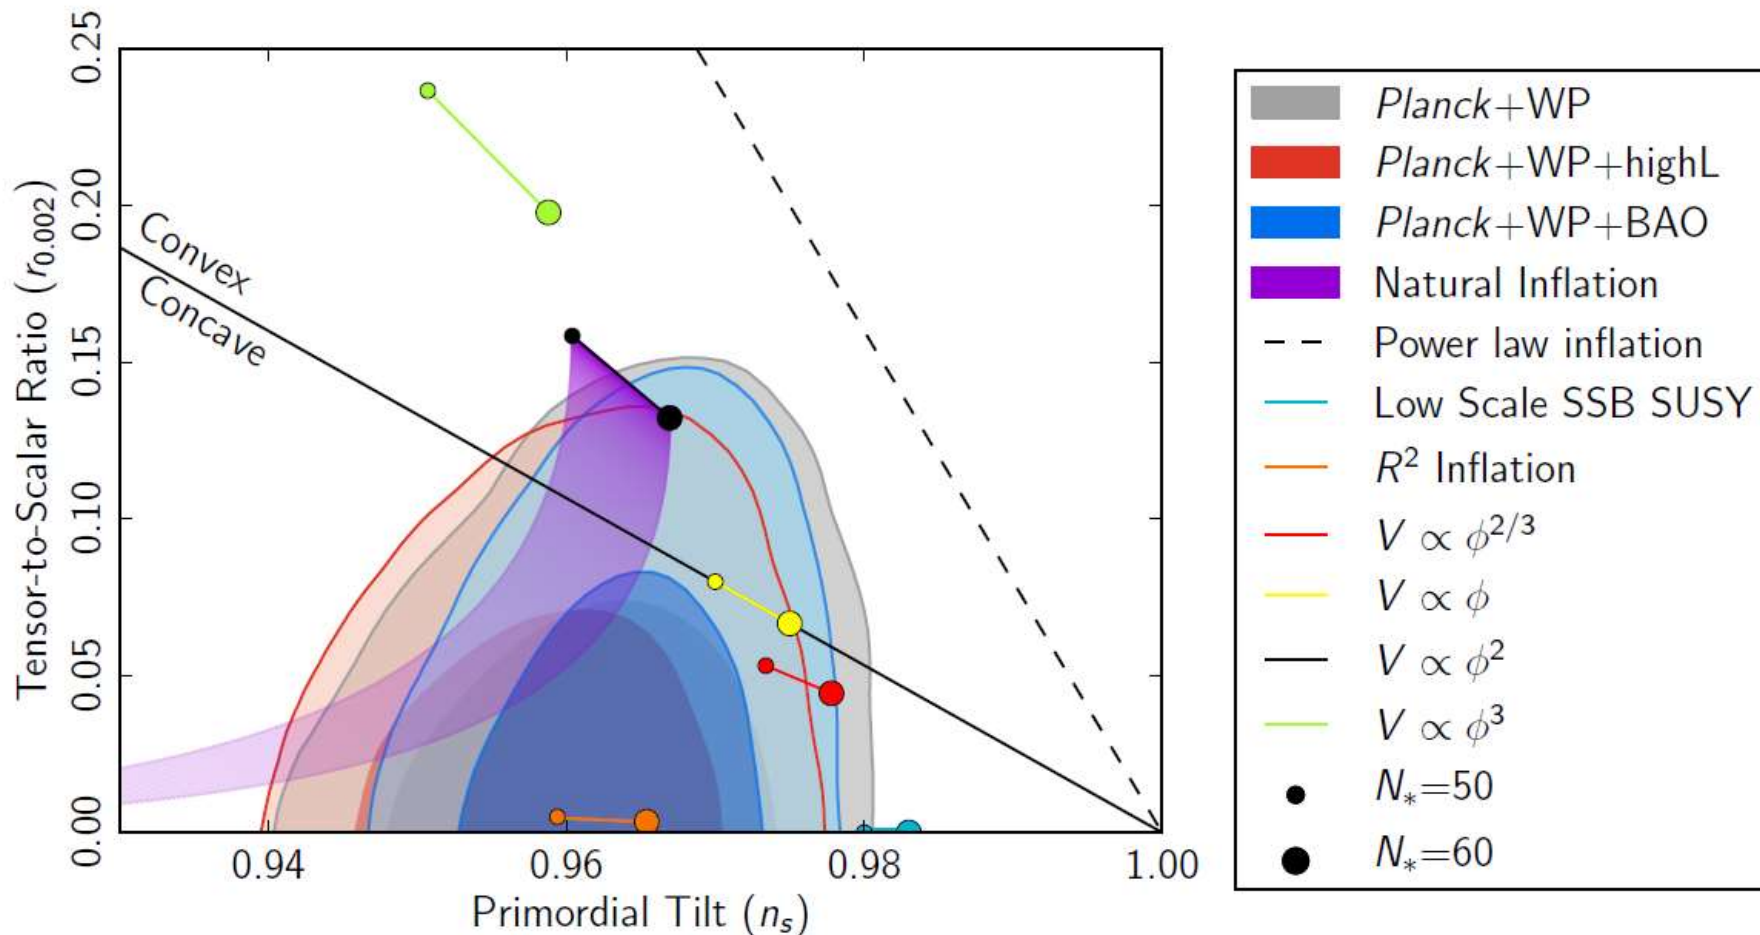 0.25
0.20
0.15
0.10
0.05
0.00
Tensor-to-Scalar Ratio (r₀.₀₀₂)
Convex
Concave
0.94 0.96 0.98 1.00
Primordial Tilt (nₛ)
Planck+WP
Planck+WP+highL
Planck+WP+BAO
Natural Inflation
Power law inflation
Low Scale SSB SUSY
R² Inflation
V ∝ ϕ^{2/3}
V ∝ ϕ
V ∝ ϕ²
V ∝ ϕ³
N*=50
N*=60